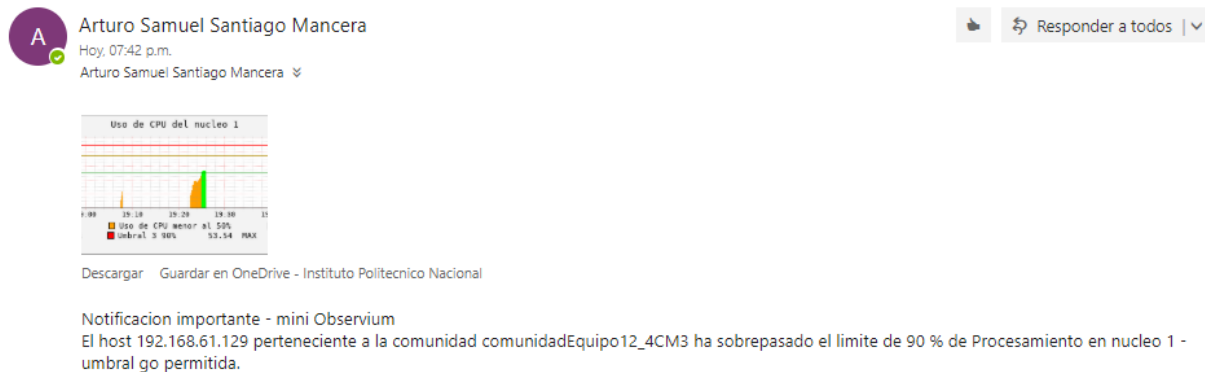 A
Arturo Samuel Santiago Mancera
Responder a todos
Hoy, 07:42 p.m.
Arturo Samuel Santiago Mancera
Uso de CPU del nucleo 1
19.10 19.20 19.30
Uso de CPU menor al 50%
Umbral 3 90% 53.54 MAX
Descargar Guardar en OneDrive - Instituto Politecnico Nacional
Notificacion importante - mini Observium
El host 192.168.61.129 perteneciente a la comunidad comunidadEquipo12_4CM3 ha sobrepasado el limite de 90 % de Procesamiento en nucleo 1 -
umbral go permitida.